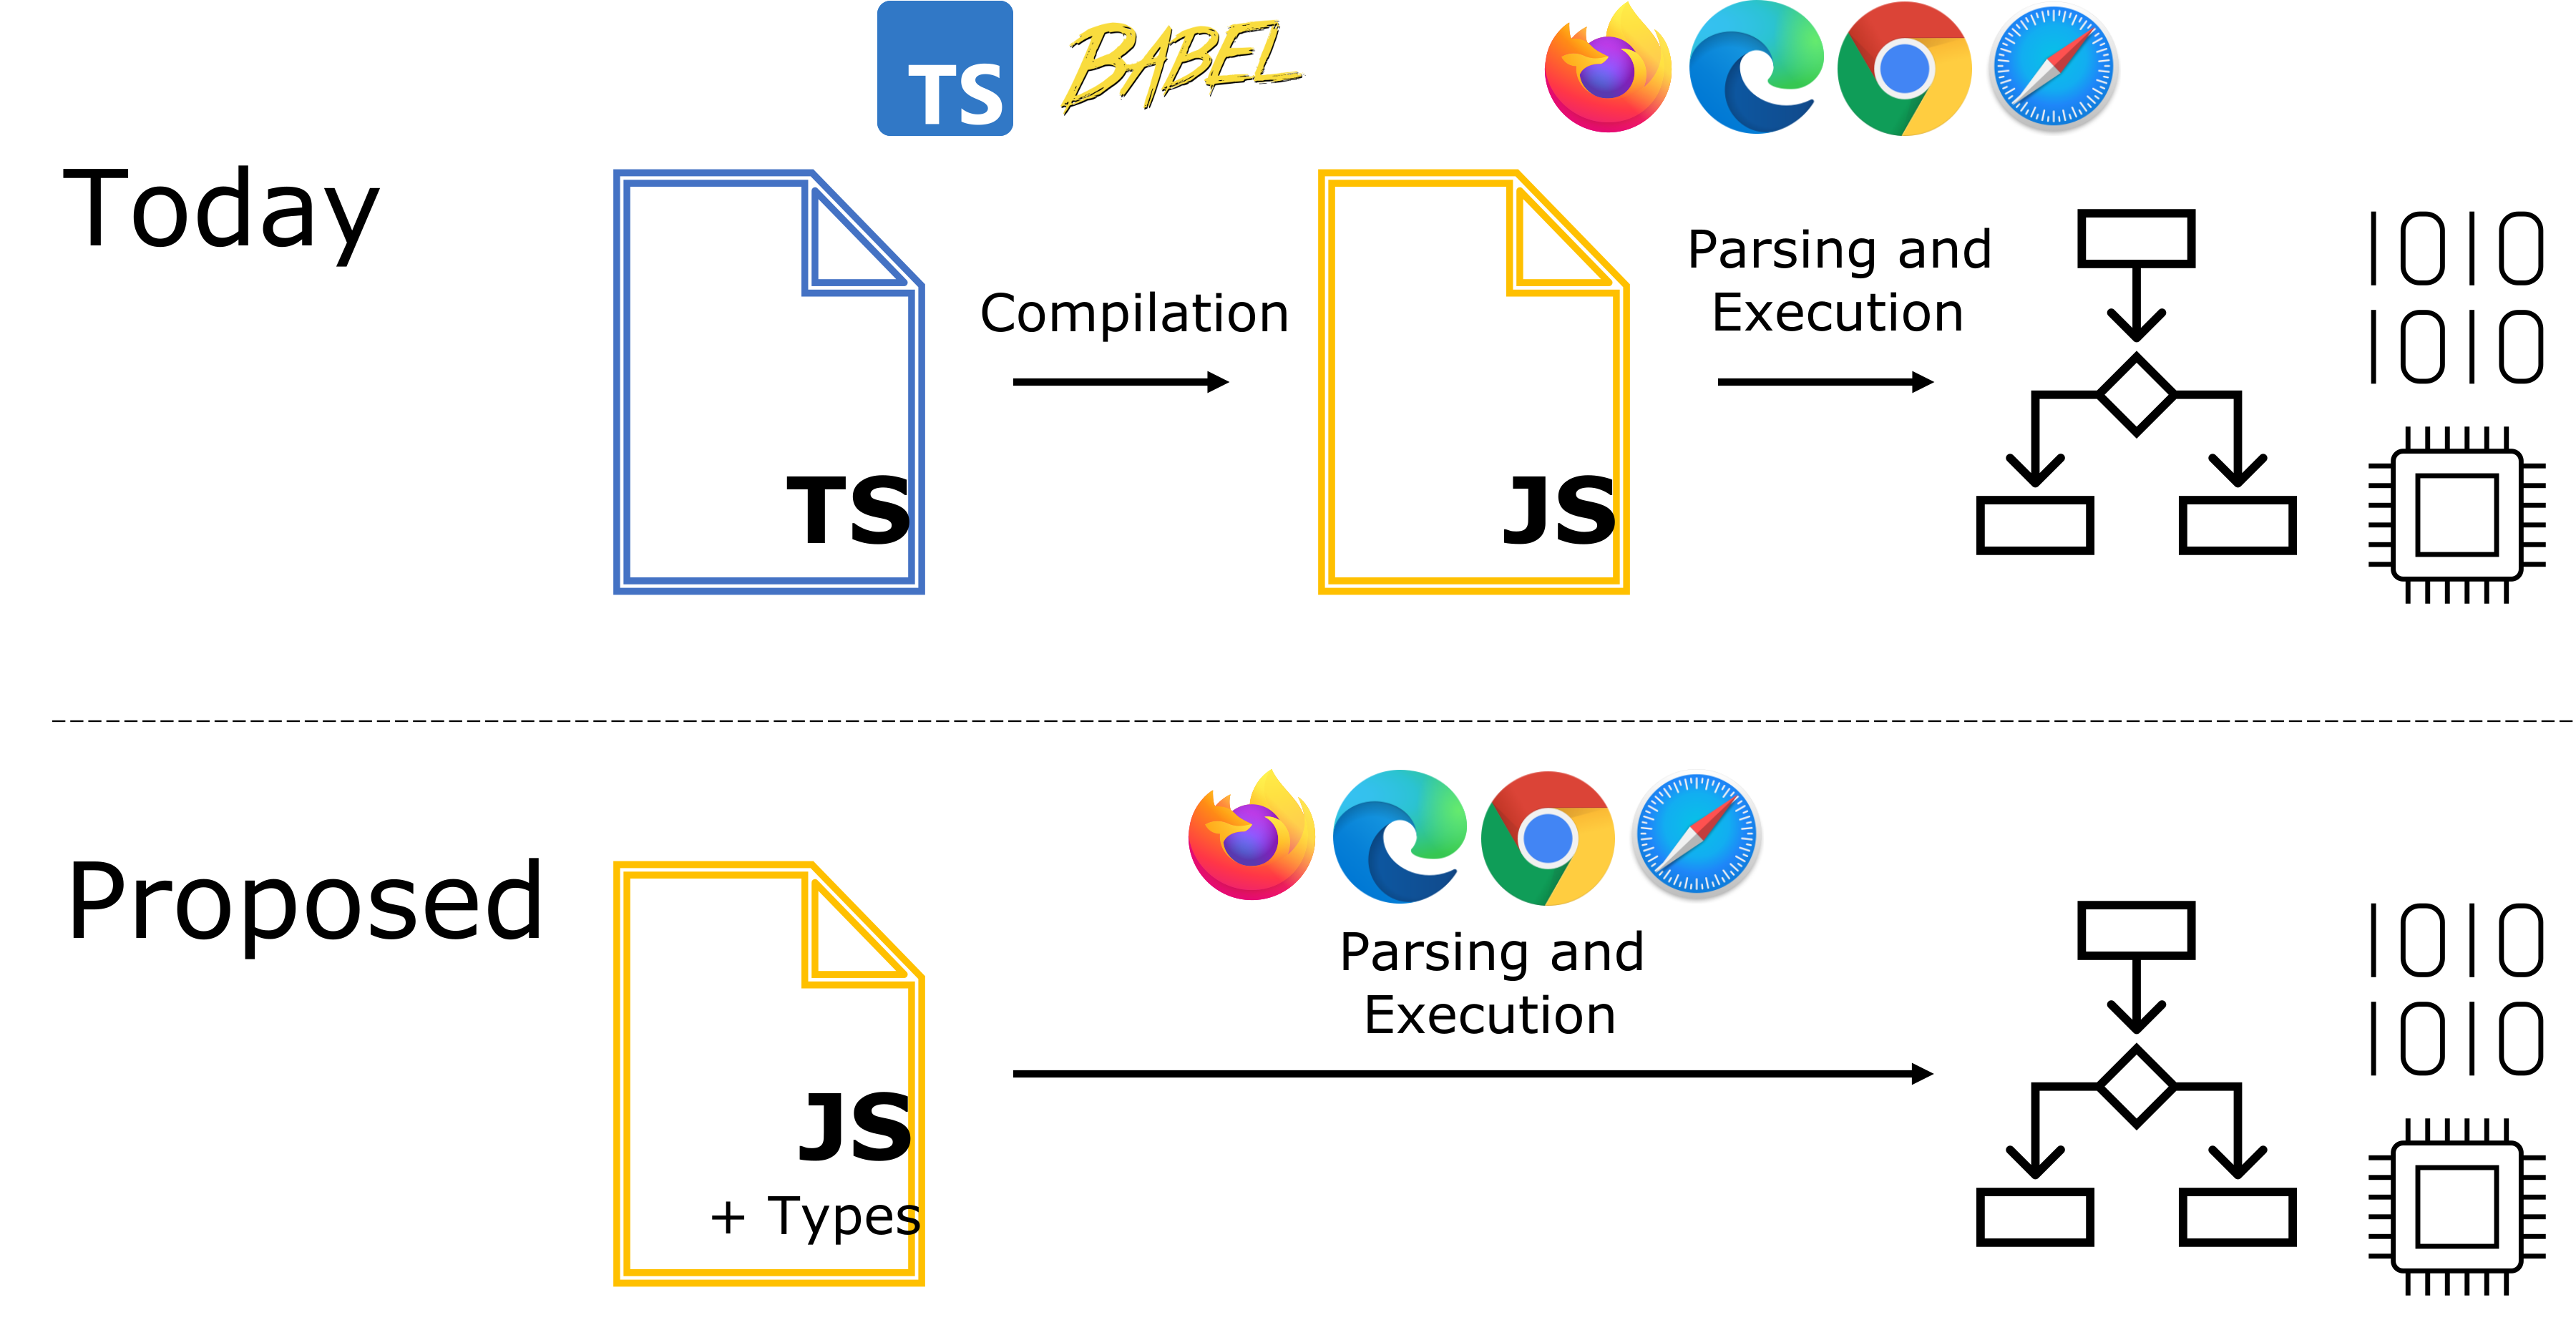 TS
BABEL
Today
Compilation
Parsing and
Execution
1010
1010
TS
JS
Proposed
Parsing and
Execution
1010
1010
JS
+ Types